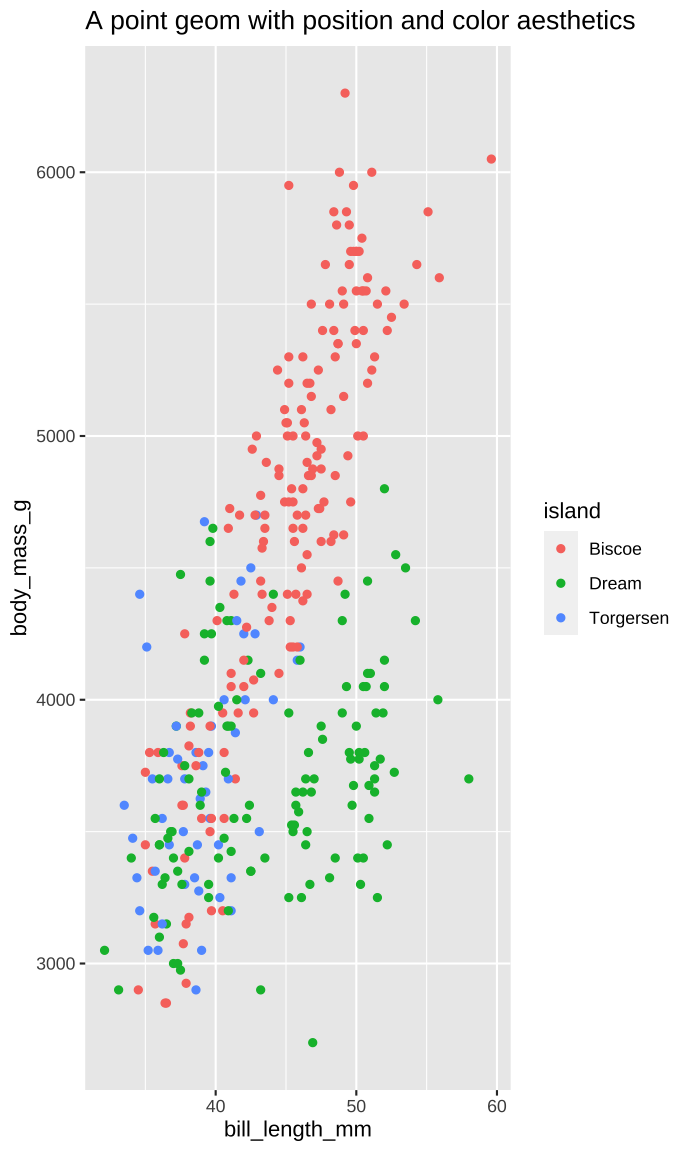 A point geom with position and color aesthetics
6000
5000
4000
3000
body_mass_g
40 50 60
bill_length_mm
island
Biscoe
Dream
Torgersen